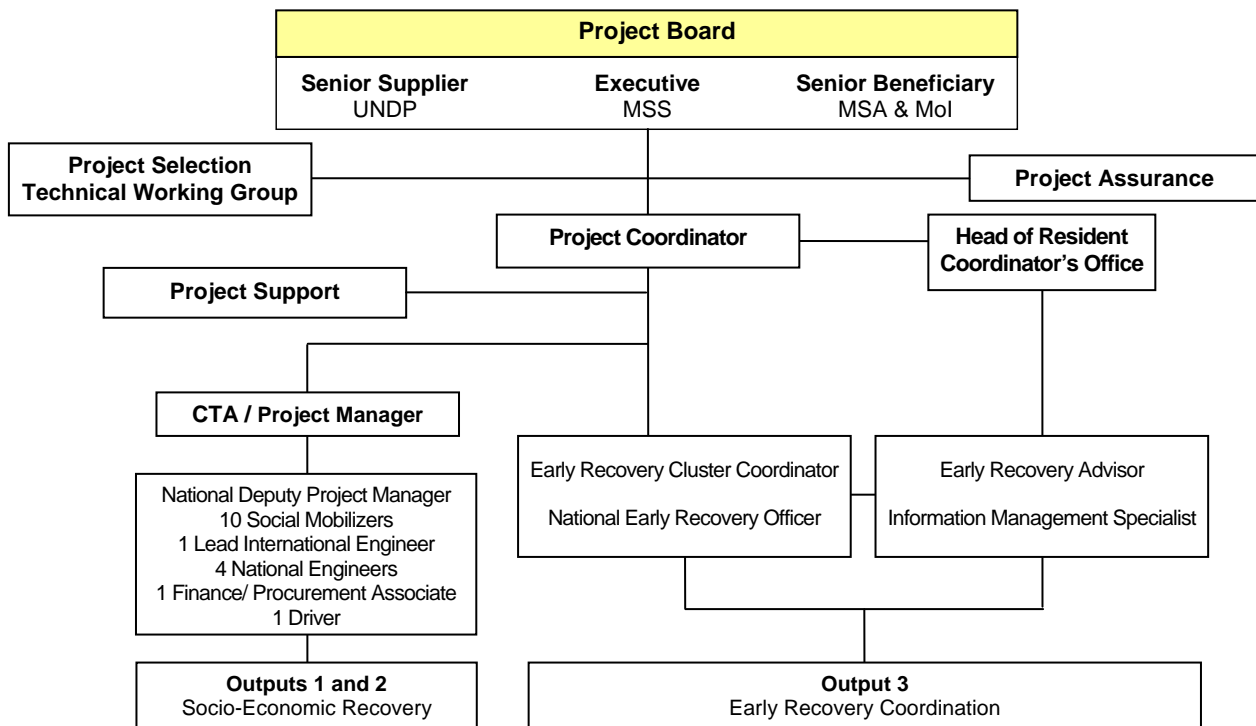 Project Board
Senior Supplier
UNDP
Executive
MSS
Senior Beneficiary
MSA & MoI
Project Selection
Technical Working Group
Project Assurance
Project Coordinator
Head of Resident
Coordinator's Office
Project Support
CTA / Project Manager
National Deputy Project Manager
10 Social Mobilizers
1 Lead International Engineer
4 National Engineers
1 Finance/ Procurement Associate
1 Driver
Early Recovery Cluster Coordinator
National Early Recovery Officer
Early Recovery Advisor
Information Management Specialist
Outputs 1 and 2
Socio-Economic Recovery
Output 3
Early Recovery Coordination